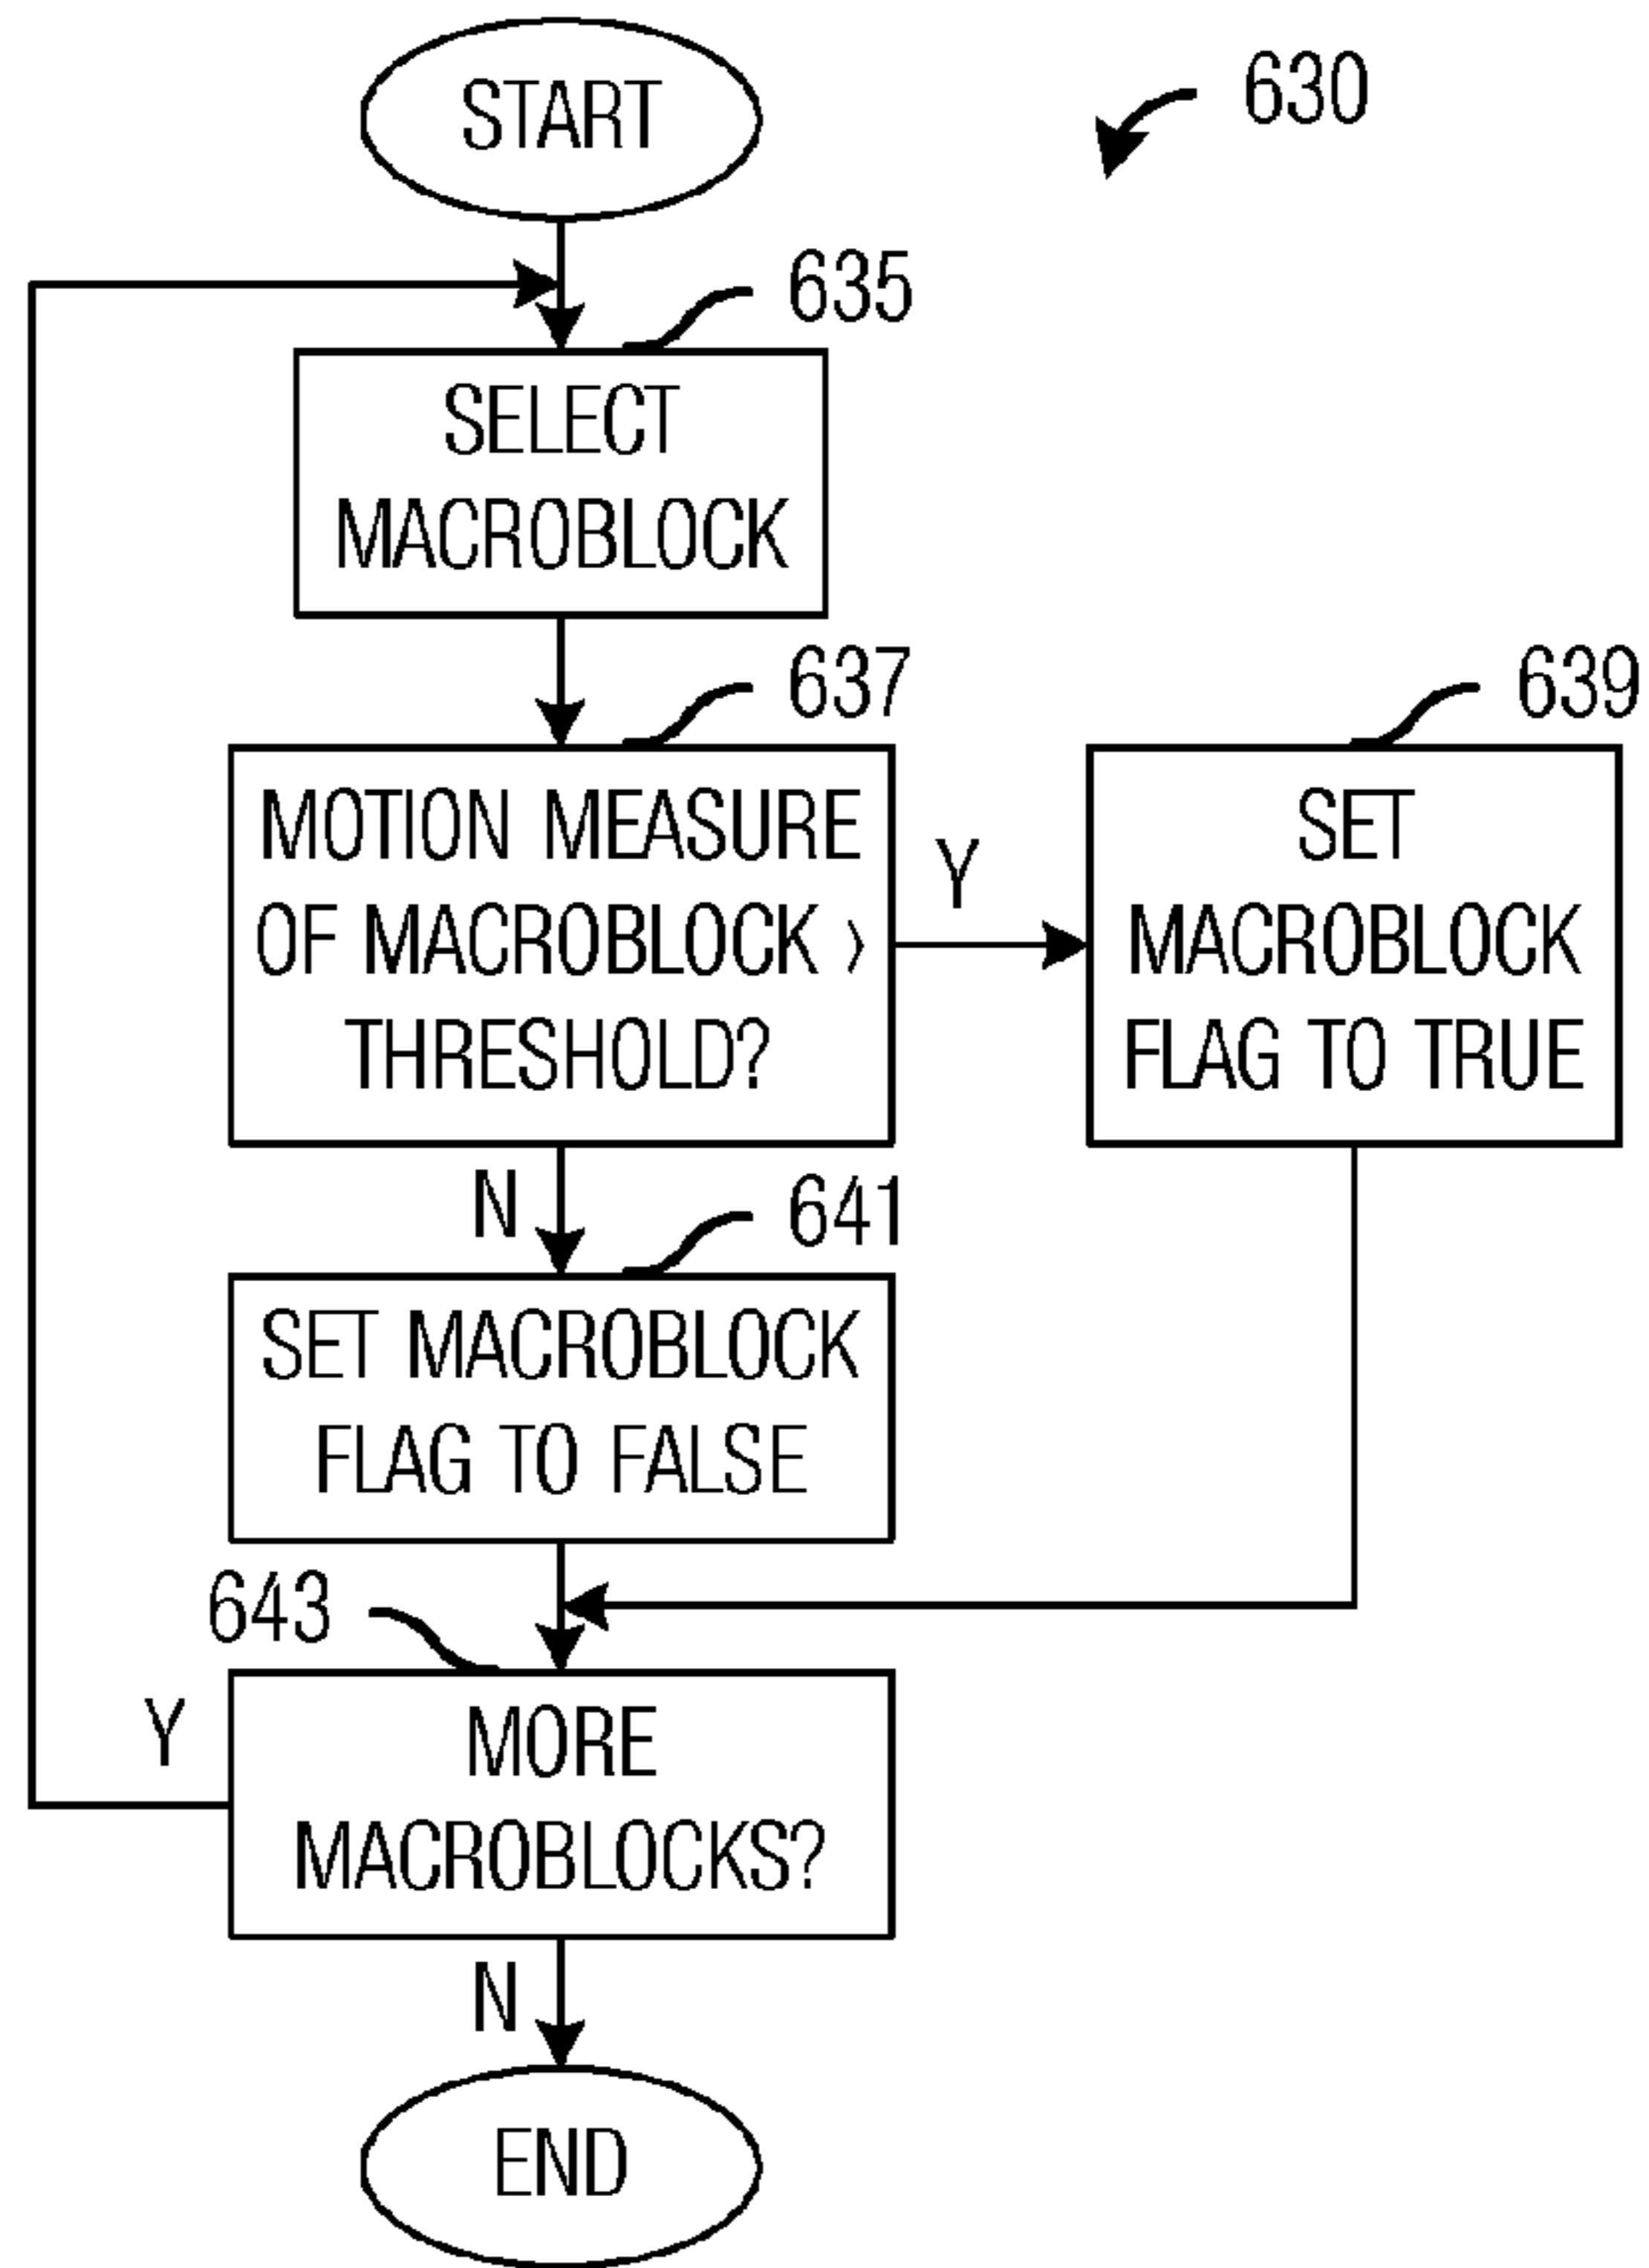 START
630
635
SELECT
MACROBLOCK
637
MOTION MEASURE
OF MACROBLOCK >
THRESHOLD?
Y
639
SET
MACROBLOCK
FLAG TO TRUE
N
641
SET MACROBLOCK
FLAG TO FALSE
643
Y
MORE
MACROBLOCKS?
N
END